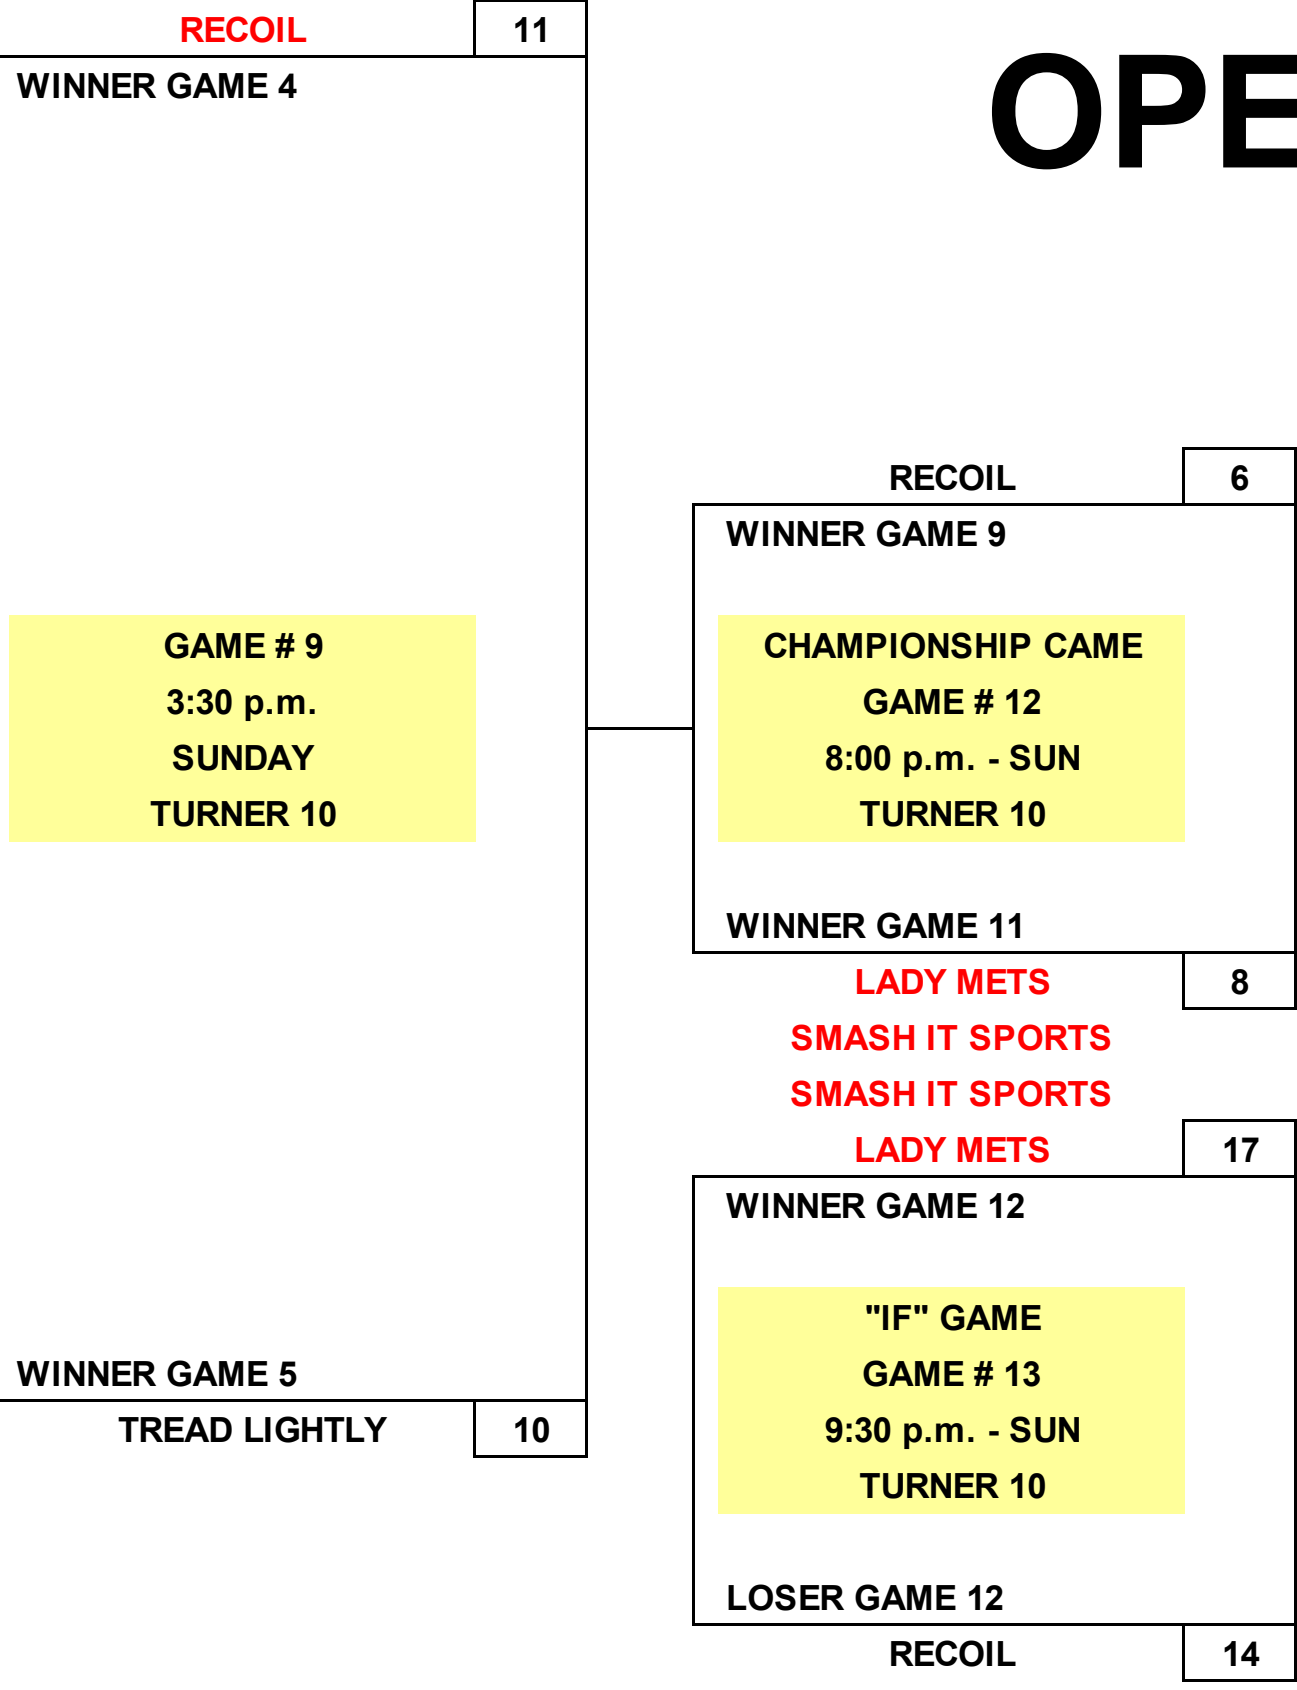 RECOIL 11
WINNER GAME 4
OPE
GAME # 9
3:30 p.m.
SUNDAY
TURNER 10
WINNER GAME 5
TREAD LIGHTLY 10
RECOIL 6
WINNER GAME 9
CHAMPIONSHIP CAME
GAME # 12
8:00 p.m. - SUN
TURNER 10
WINNER GAME 11
LADY METS 8
SMASH IT SPORTS
SMASH IT SPORTS
LADY METS 17
WINNER GAME 12
"IF" GAME
GAME # 13
9:30 p.m. - SUN
TURNER 10
LOSER GAME 12
RECOIL 14